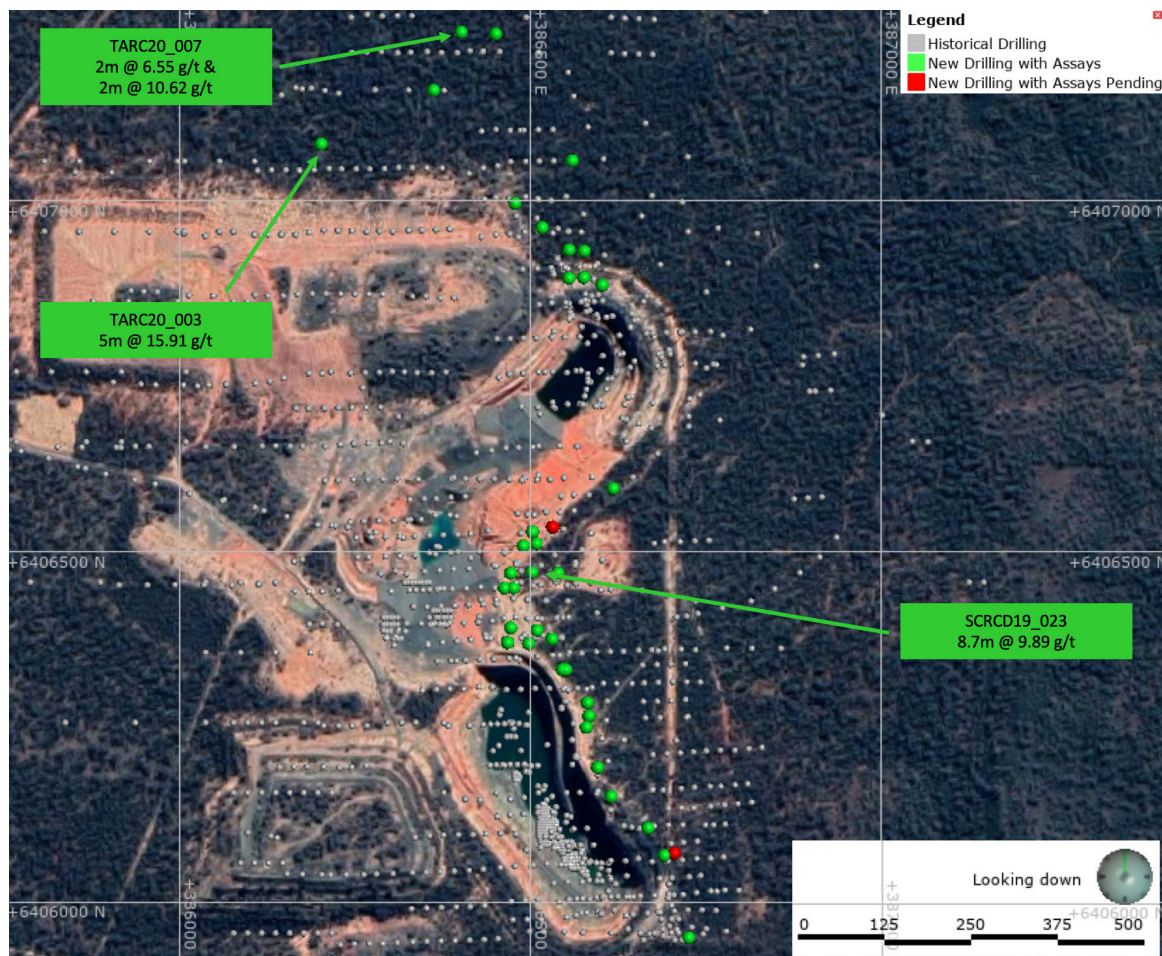 Legend
Historical Drilling
New Drilling with Assays
New Drilling with Assays Pending
TARC20_007
2m @ 6.55 g/t &
2m @ 10.62 g/t
+387000 E
+6407000 N
+6407000 N
TARC20_003
5m @ 15.91 g/t
+6406500 N
+6406500 N
SCRCD19_023
8.7m @ 9.89 g/t
Looking down
+6406000 N
+6406000 N
+386000
0 125 250 375 500